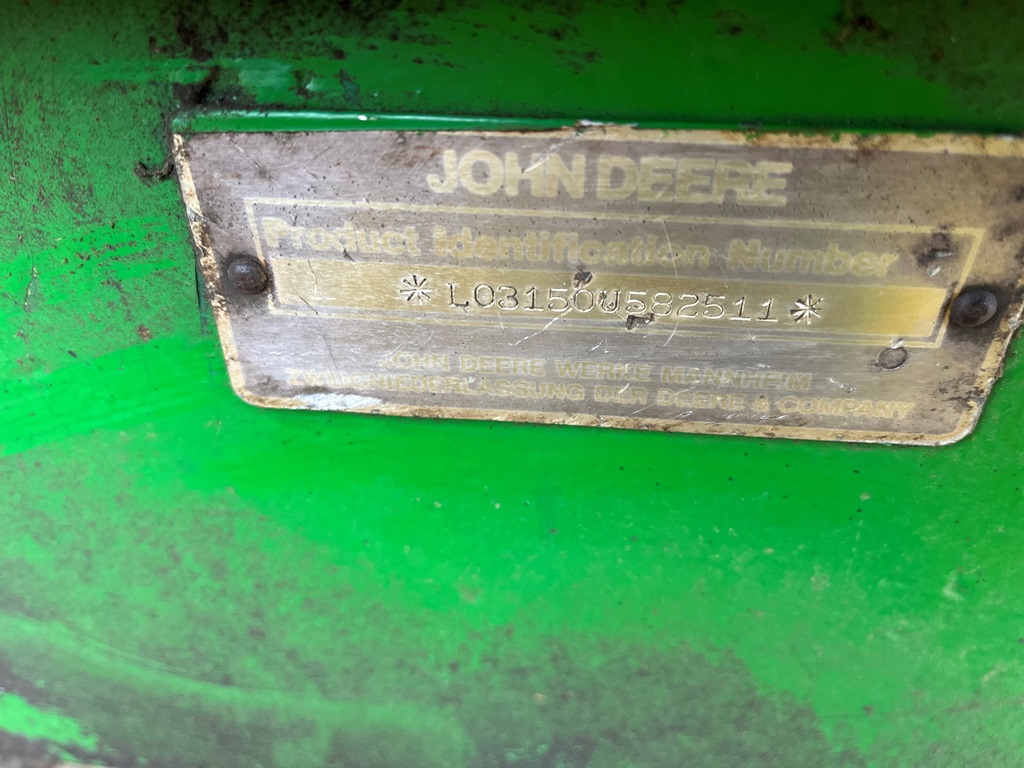 JOHN DEERE
Product Identification Number
*L03150U582511*
JOHN DEERE WERKE MANNHEIM
ZWEIGNIEDERLASSUNG DER DEERE & COMPANY